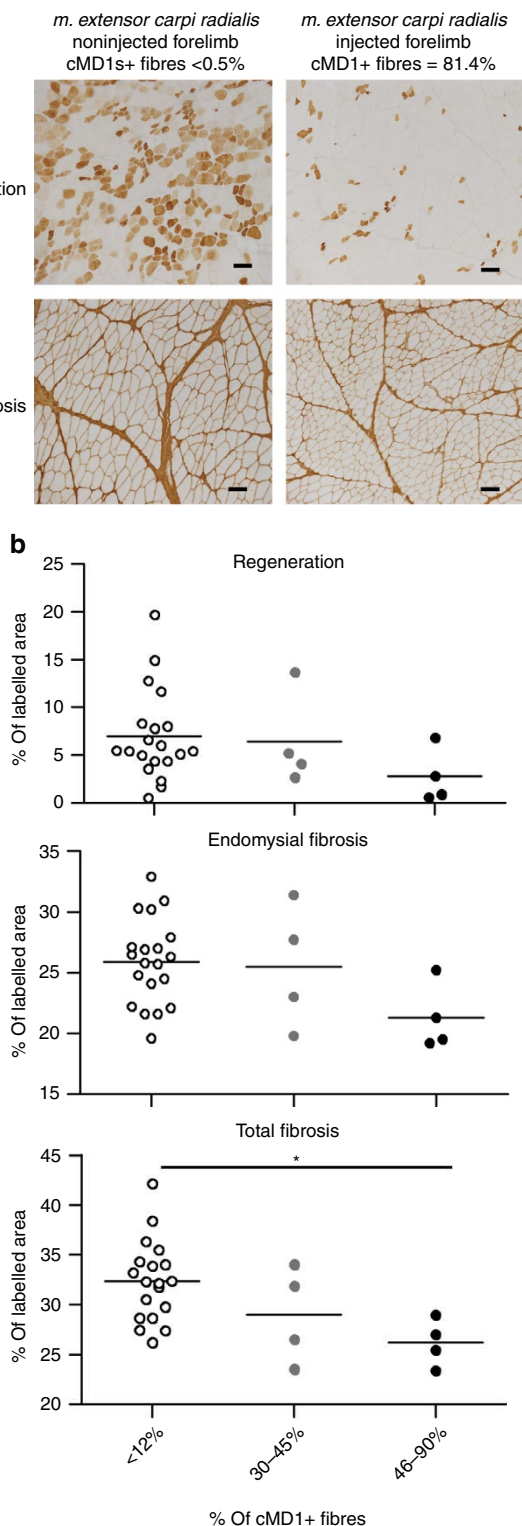 m. extensor carpi radialis
noninjected forelimb
cMD1s+ fibres <0.5%
m. extensor carpi radialis
injected forelimb
cMD1+ fibres = 81.4%
b
Regeneration
25
20
15
10
5
0
% Of labelled area
Endomysial fibrosis
35
30
25
20
15
% Of labelled area
Total fibrosis
*
45
40
35
30
25
20
% Of labelled area
<12%
30–45%
46–90%
% Of cMD1+ fibres